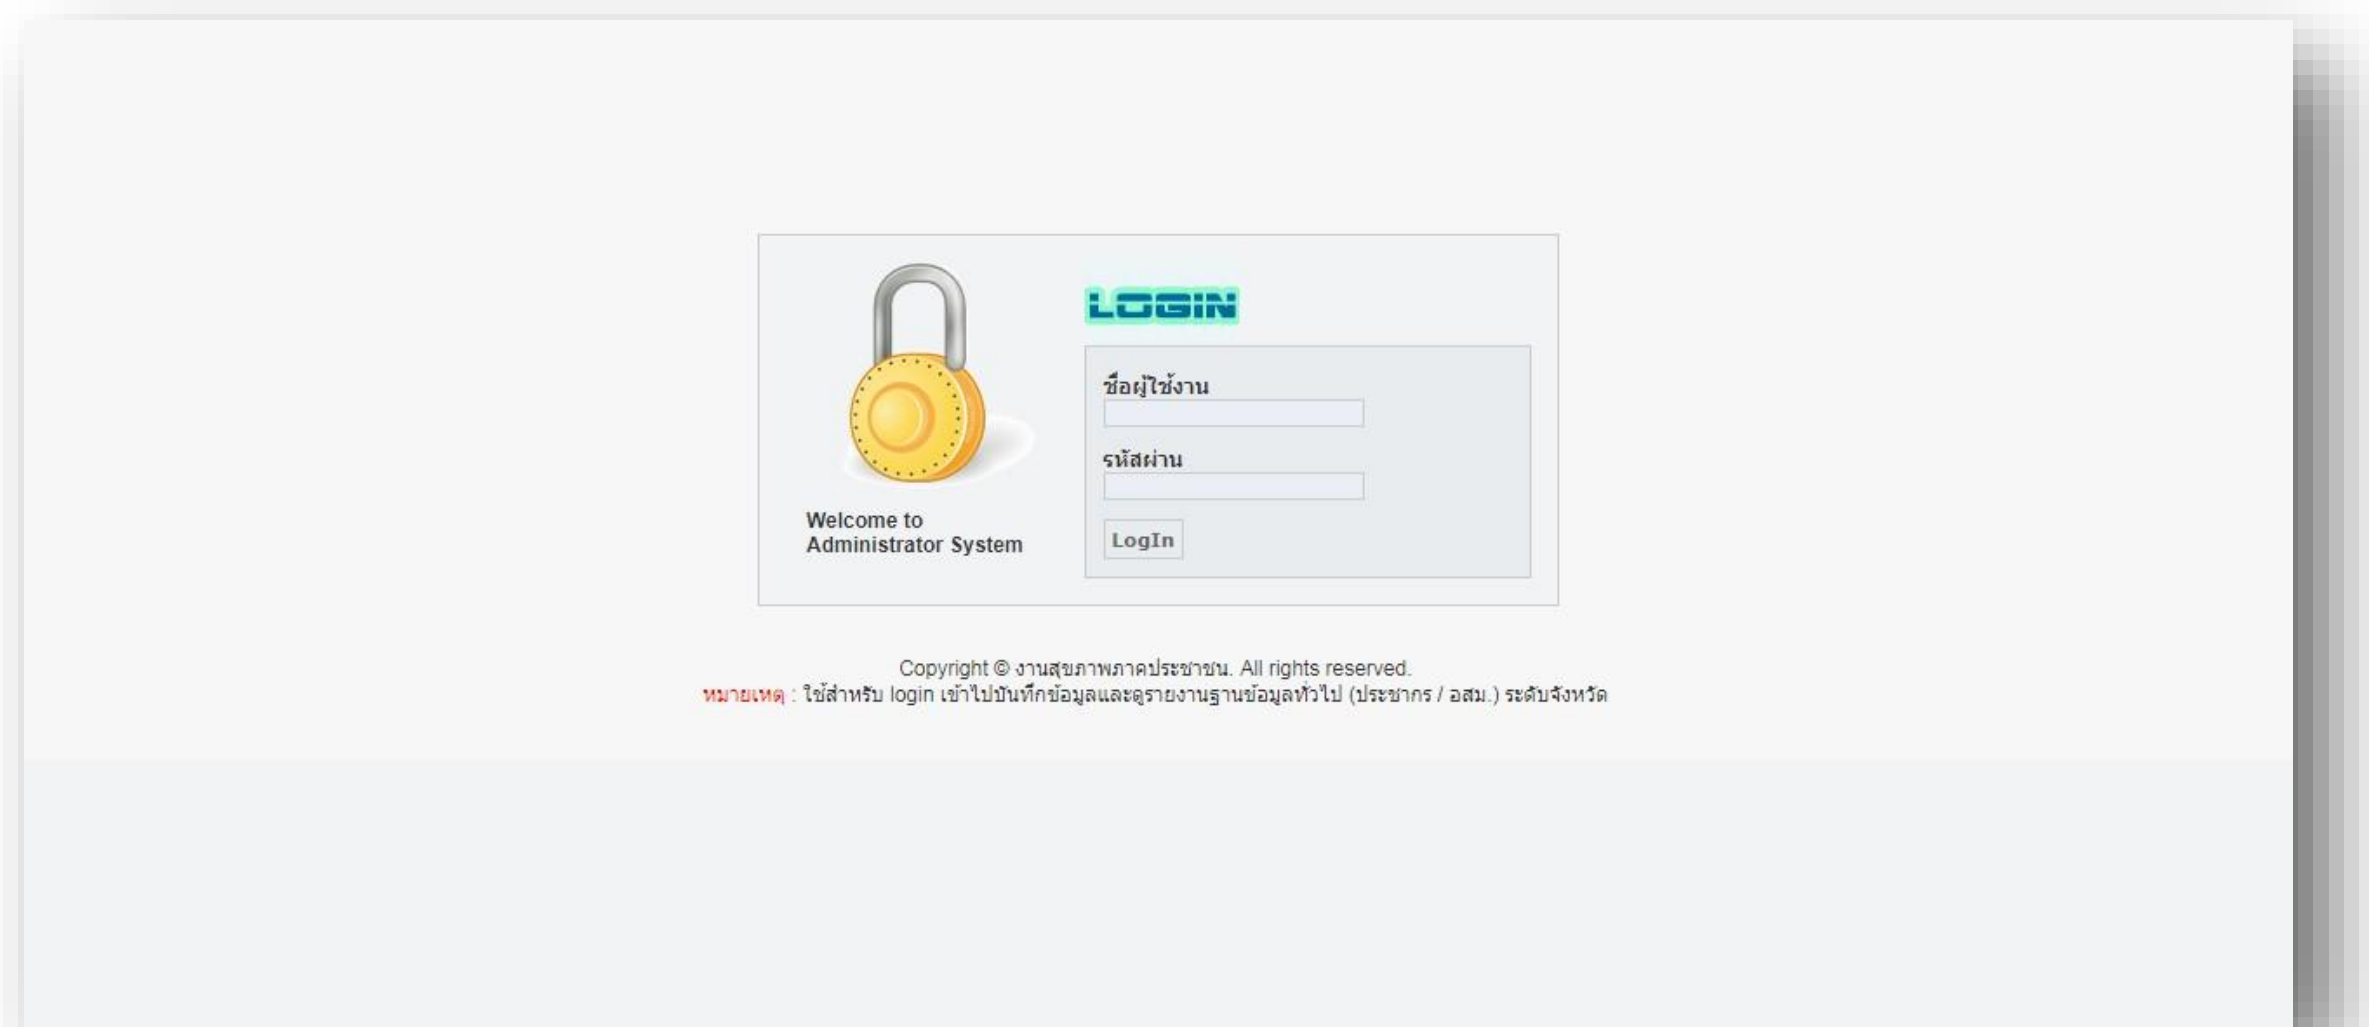 LOGIN
ชื่อผู้ใช้งาน
รหัสผ่าน
LogIn
Welcome to
Administrator System
Copyright © งานสุขภาพภาคประชาชน. All rights reserved.
หมายเหตุ : ใช้สำหรับ login เข้าไปบันทึกข้อมูลและดูรายงานฐานข้อมูลทั่วไป (ประชากร / อสม.) ระดับจังหวัด